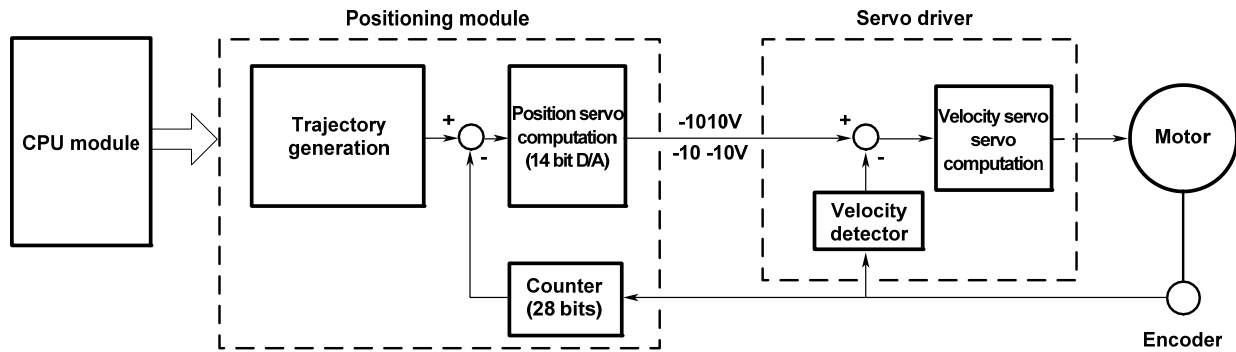 Positioning module
Servo driver
CPU module
Trajectory
generation
+
-
Position servo
computation
(14 bit D/A)
-1010V
-10 -10V
+
-
Velocity servo
servo
computation
Motor
Velocity
detector
Counter
(28 bits)
Encoder